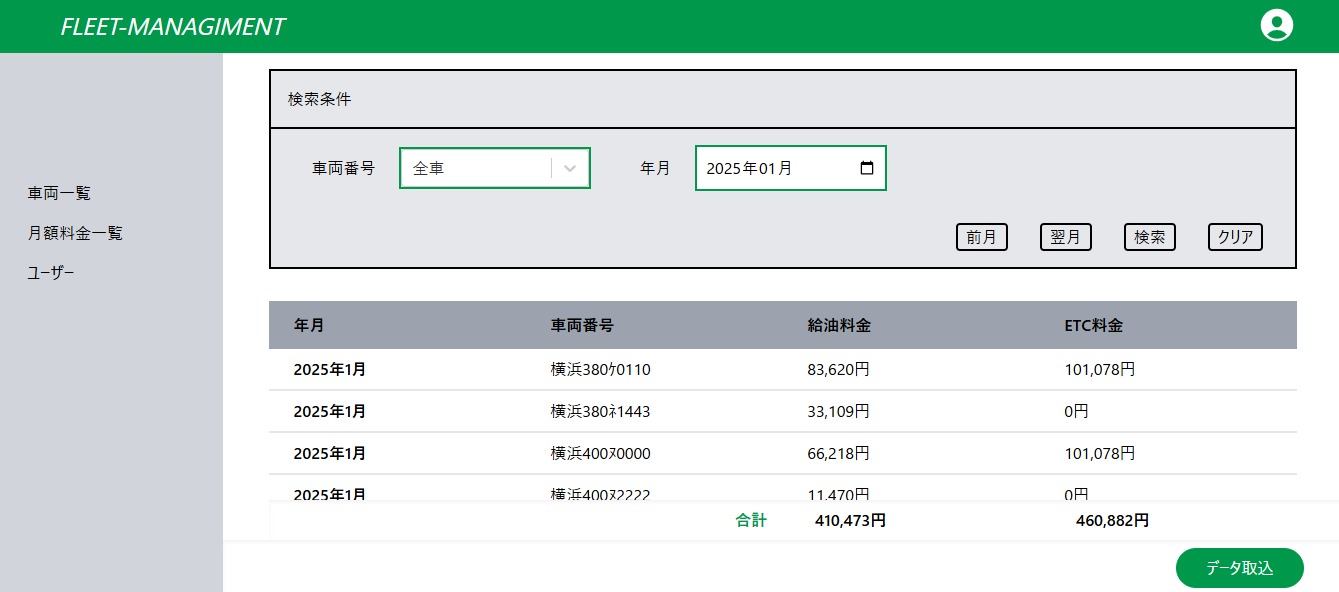 FLEET-MANAGIMENT
車両一覧
月額料金一覧
ユーザー
検索条件
車両番号 全車 年月 2025年01月
前月 翌月 検索 クリア
年月 車両番号 給油料金 ETC料金
2025年1月 横浜380ｹ0110 83,620円 101,078円
2025年1月 横浜380ﾈ1443 33,109円 0円
2025年1月 横浜400ﾇ0000 66,218円 101,078円
2025年1月 横浜400ﾇ2222 11,470円 0円
合計 410,473円 460,882円
データ取込